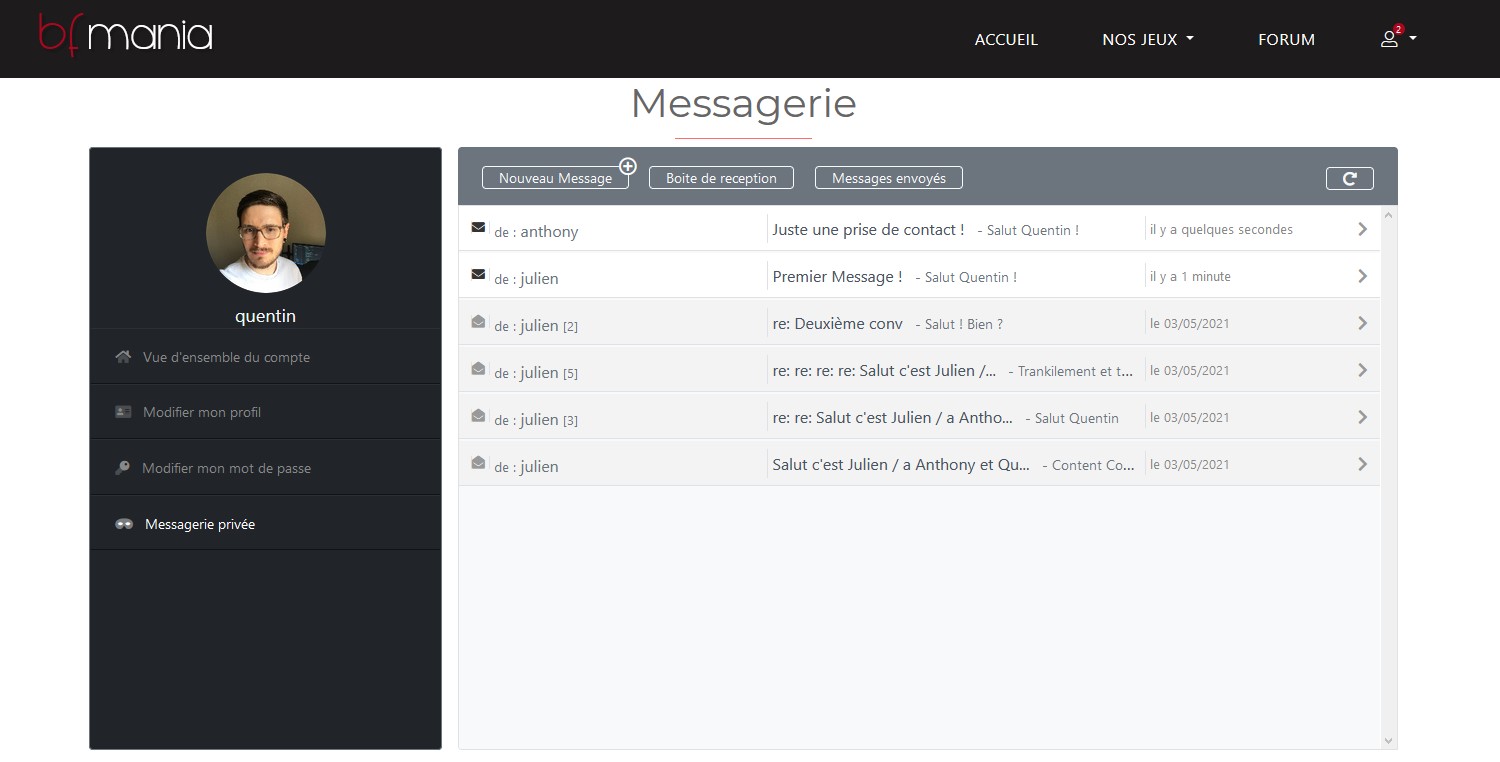 bf mania
ACCUEIL NOS JEUX FORUM 2
Messagerie
quentin
Vue d'ensemble du compte
Modifier mon profil
Modifier mon mot de passe
Messagerie privée
Nouveau Message Boite de reception Messages envoyés
de : anthony Juste une prise de contact ! - Salut Quentin ! il y a quelques secondes
de : julien Premier Message ! - Salut Quentin ! il y a 1 minute
de : julien [2] re: Deuxième conv - Salut ! Bien ? le 03/05/2021
de : julien [5] re: re: re: re: Salut c'est Julien /... - Trankilement et t... le 03/05/2021
de : julien [3] re: re: Salut c'est Julien / a Antho... - Salut Quentin le 03/05/2021
de : julien Salut c'est Julien / a Anthony et Qu... - Content Co... le 03/05/2021